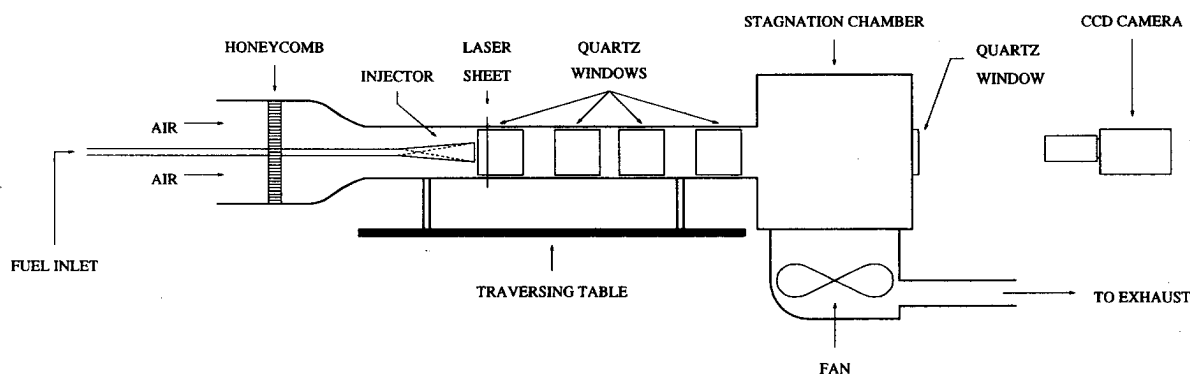 STAGNATION CHAMBER
CCD CAMERA
HONEYCOMB
LASER
SHEET
QUARTZ
WINDOWS
QUARTZ
WINDOW
INJECTOR
AIR
AIR
FUEL INLET
TRAVERSING TABLE
TO EXHAUST
FAN